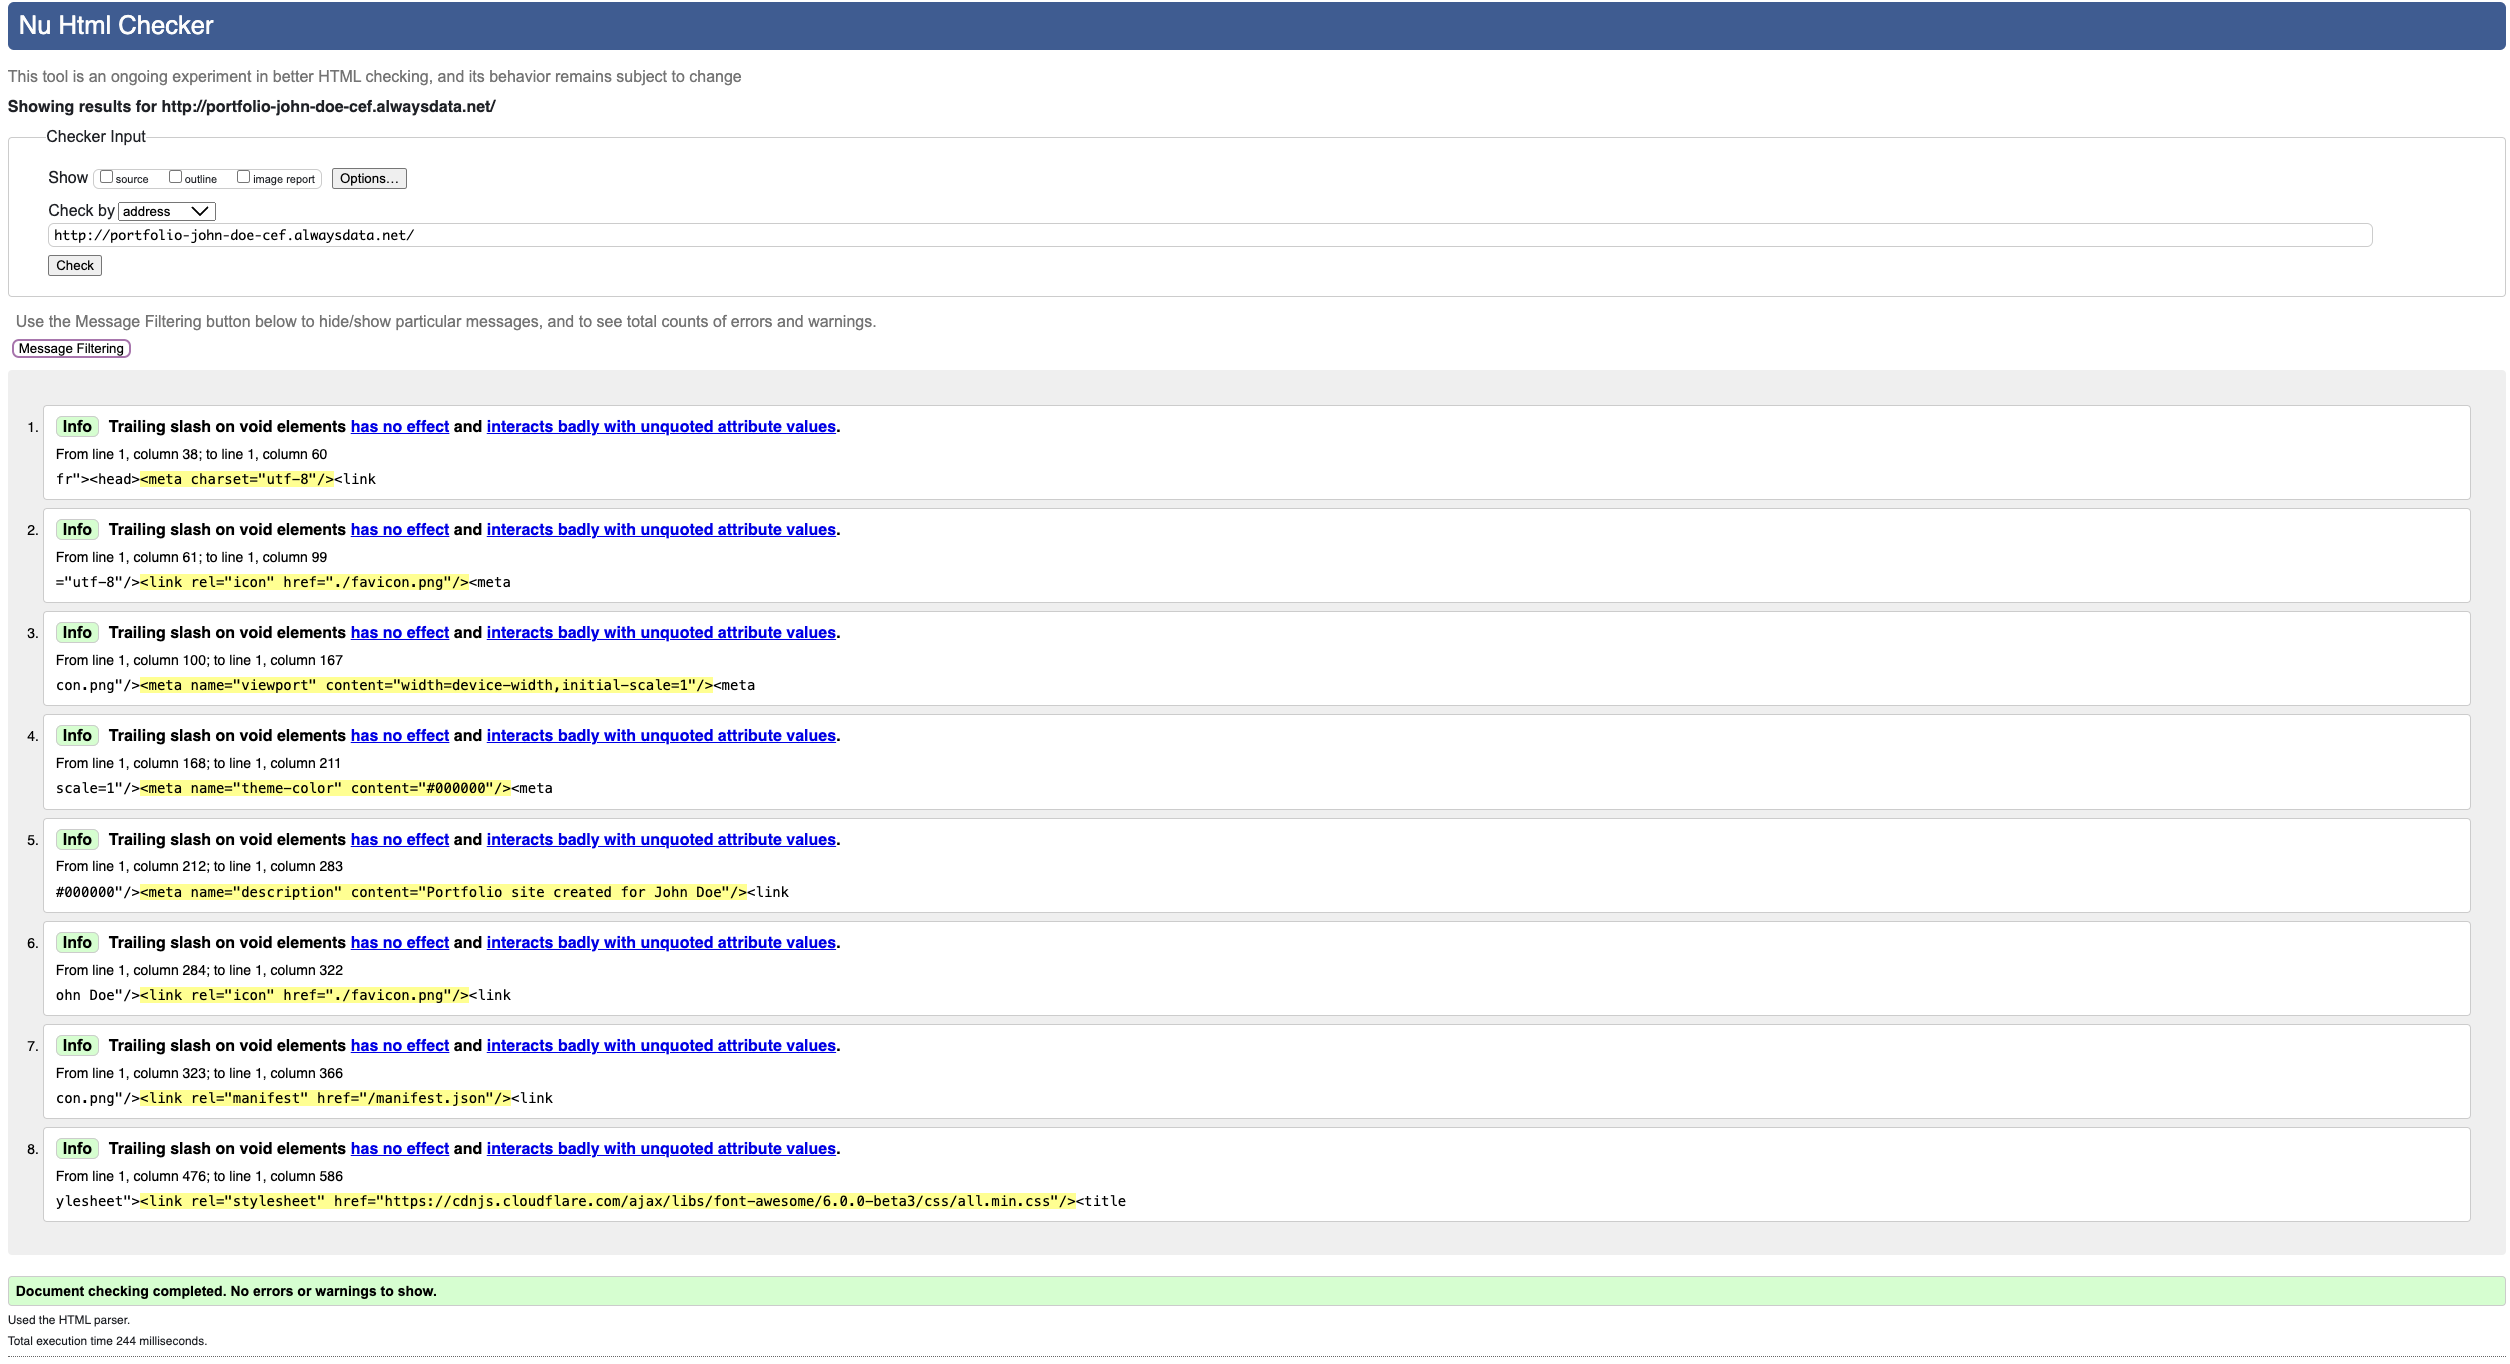 Nu Html Checker
This tool is an ongoing experiment in better HTML checking, and its behavior remains subject to change
Showing results for http://portfolio-john-doe-cef.alwaysdata.net/
Checker Input
Show source outline image report Options...
Check by address
http://portfolio-john-doe-cef.alwaysdata.net/
Check
Use the Message Filtering button below to hide/show particular messages, and to see total counts of errors and warnings.
Message Filtering
1. Info Trailing slash on void elements has no effect and interacts badly with unquoted attribute values.
From line 1, column 38; to line 1, column 60
fr"><head><meta charset="utf-8"/><link
2. Info Trailing slash on void elements has no effect and interacts badly with unquoted attribute values.
From line 1, column 61; to line 1, column 99
="utf-8"/><link rel="icon" href="./favicon.png"/><meta
3. Info Trailing slash on void elements has no effect and interacts badly with unquoted attribute values.
From line 1, column 100; to line 1, column 167
con.png"/><meta name="viewport" content="width=device-width,initial-scale=1"/><meta
4. Info Trailing slash on void elements has no effect and interacts badly with unquoted attribute values.
From line 1, column 168; to line 1, column 211
scale=1"/><meta name="theme-color" content="#000000"/><meta
5. Info Trailing slash on void elements has no effect and interacts badly with unquoted attribute values.
From line 1, column 212; to line 1, column 283
#000000"/><meta name="description" content="Portfolio site created for John Doe"/><link
6. Info Trailing slash on void elements has no effect and interacts badly with unquoted attribute values.
From line 1, column 284; to line 1, column 322
ohn Doe"/><link rel="icon" href="./favicon.png"/><link
7. Info Trailing slash on void elements has no effect and interacts badly with unquoted attribute values.
From line 1, column 323; to line 1, column 366
con.png"/><link rel="manifest" href="/manifest.json"/><link
8. Info Trailing slash on void elements has no effect and interacts badly with unquoted attribute values.
From line 1, column 476; to line 1, column 586
ylesheet"><link rel="stylesheet" href="https://cdnjs.cloudflare.com/ajax/libs/font-awesome/6.0.0-beta3/css/all.min.css"/><title
Document checking completed. No errors or warnings to show.
Used the HTML parser.
Total execution time 244 milliseconds.